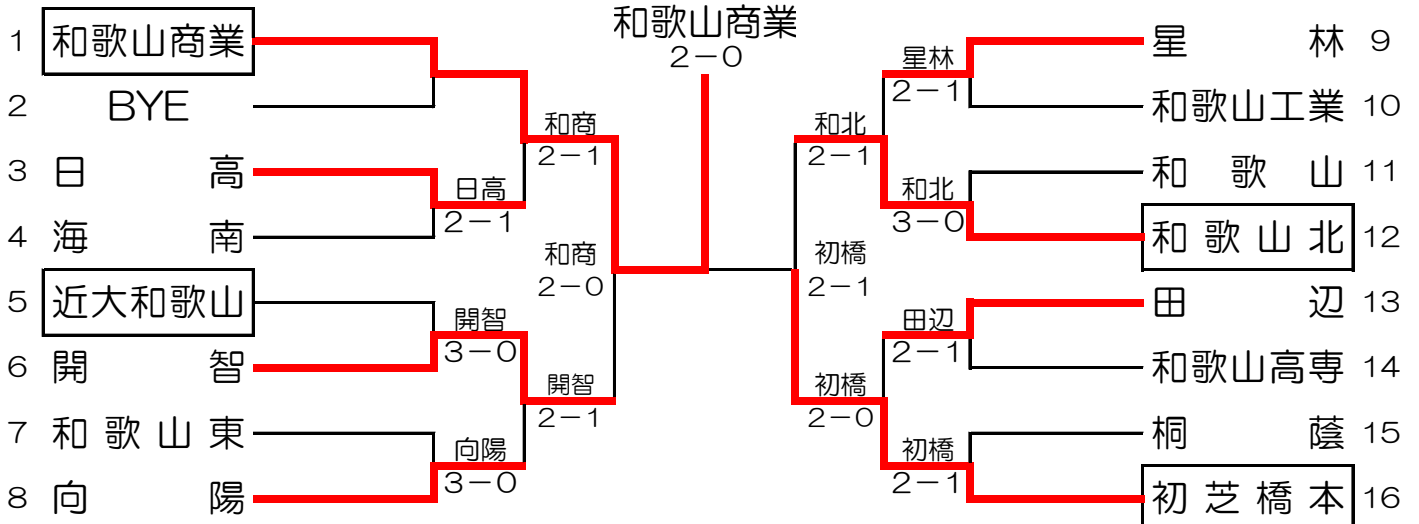 和歌山商業
2-0
1 和歌山商業
2 BYE
3 日 高
4 海 南
5 近大和歌山
6 開 智
7 和歌山東
8 向 陽
日高
2-1
開智
3-0
向陽
3-0
和商
2-1
開智
2-1
和商
2-0
和北
2-1
初橋
2-1
初橋
2-0
星林
2-1
和北
3-0
田辺
2-1
初橋
2-1
星 林 9
和歌山工業 10
和 歌 山 11
和歌山北 12
田 辺 13
和歌山高専 14
桐 蔭 15
初芝橋本 16